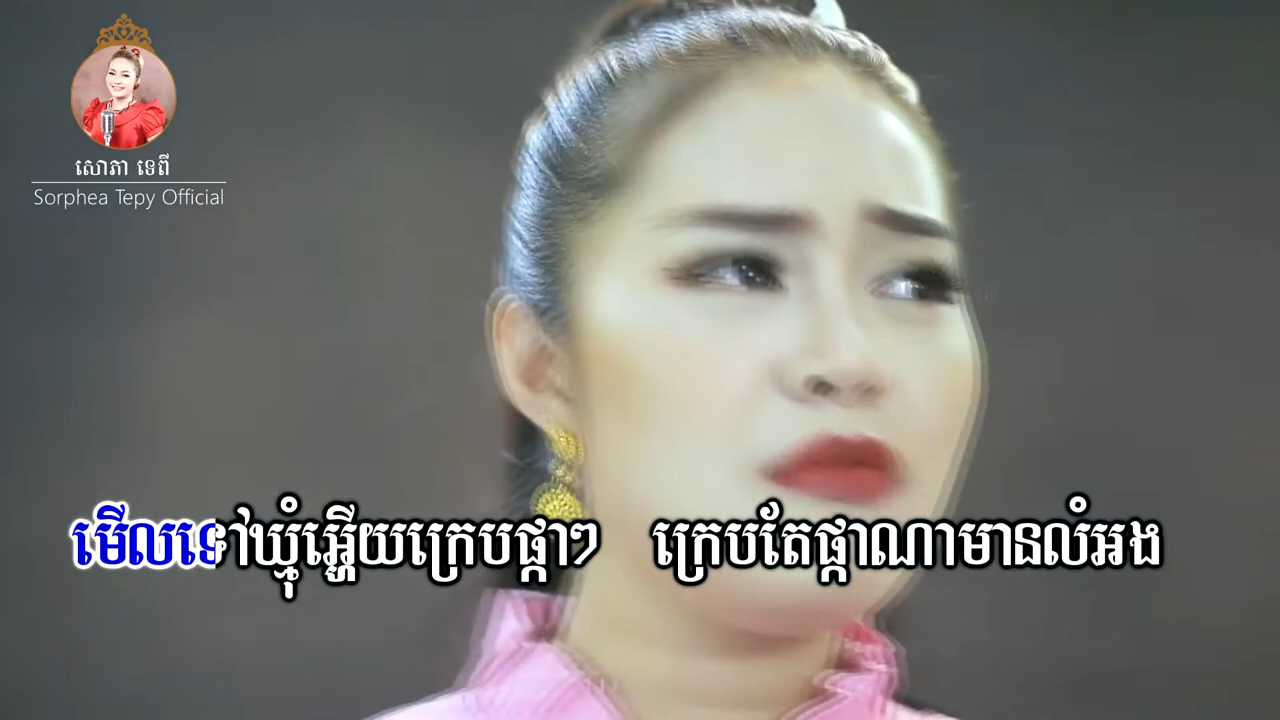 សោភា ទេពី
Sorphea Tepy Official
មើលទៅឃ្មុំអ្ហើយក្រេបផ្កាៗ ក្រេបតែផ្កាណាមានលំអង